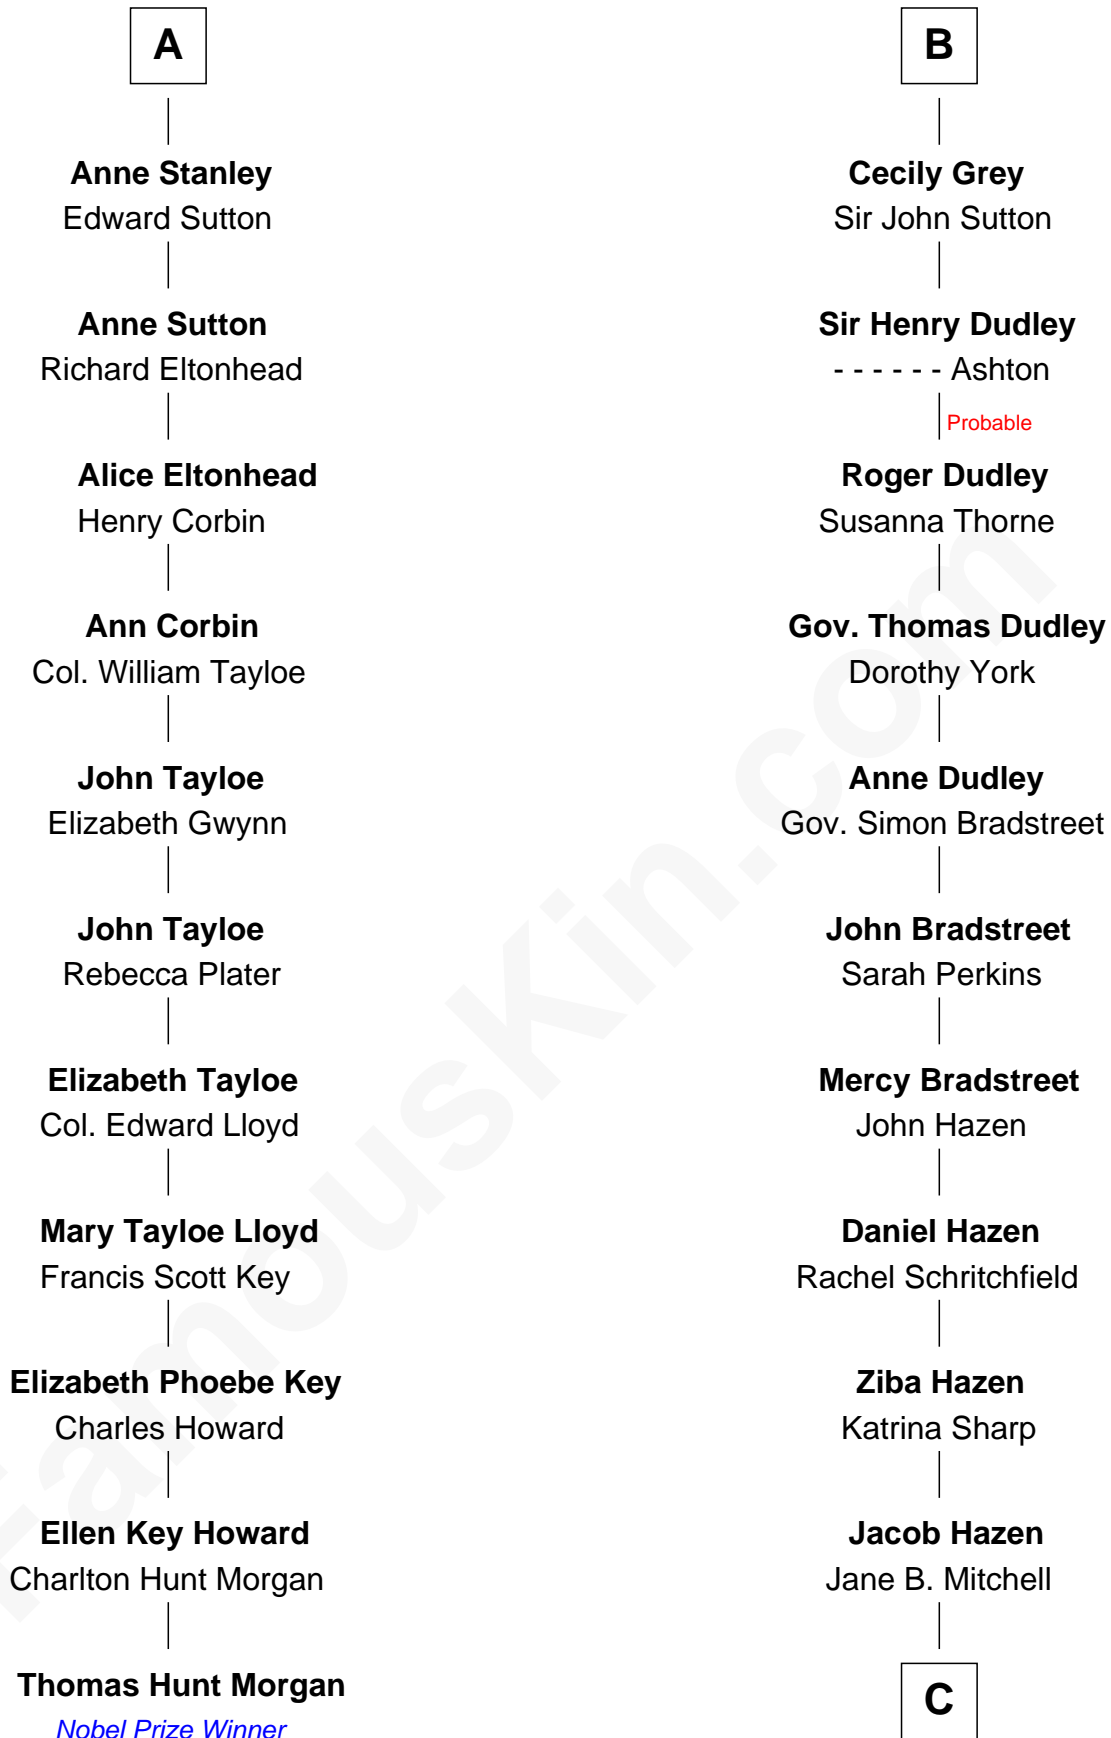 A
Anne Stanley
Edward Sutton
Anne Sutton
Richard Eltonhead
Alice Eltonhead
Henry Corbin
Ann Corbin
Col. William Tayloe
John Tayloe
Elizabeth Gwynn
John Tayloe
Rebecca Plater
Elizabeth Tayloe
Col. Edward Lloyd
Mary Tayloe Lloyd
Francis Scott Key
Elizabeth Phoebe Key
Charles Howard
Ellen Key Howard
Charlton Hunt Morgan
Thomas Hunt Morgan
Nobel Prize Winner
B
Cecily Grey
Sir John Sutton
Sir Henry Dudley
- - - - - - Ashton
Probable
Roger Dudley
Susanna Thorne
Gov. Thomas Dudley
Dorothy York
Anne Dudley
Gov. Simon Bradstreet
John Bradstreet
Sarah Perkins
Mercy Bradstreet
John Hazen
Daniel Hazen
Rachel Schritchfield
Ziba Hazen
Katrina Sharp
Jacob Hazen
Jane B. Mitchell
C
FamousKin.com